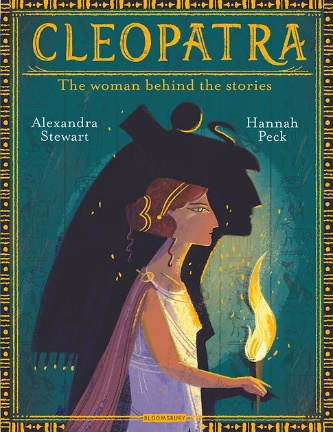 CLEOPATRA
The woman behind the stories
Alexandra
Stewart
Hannah
Peck
BLOOMSBURY